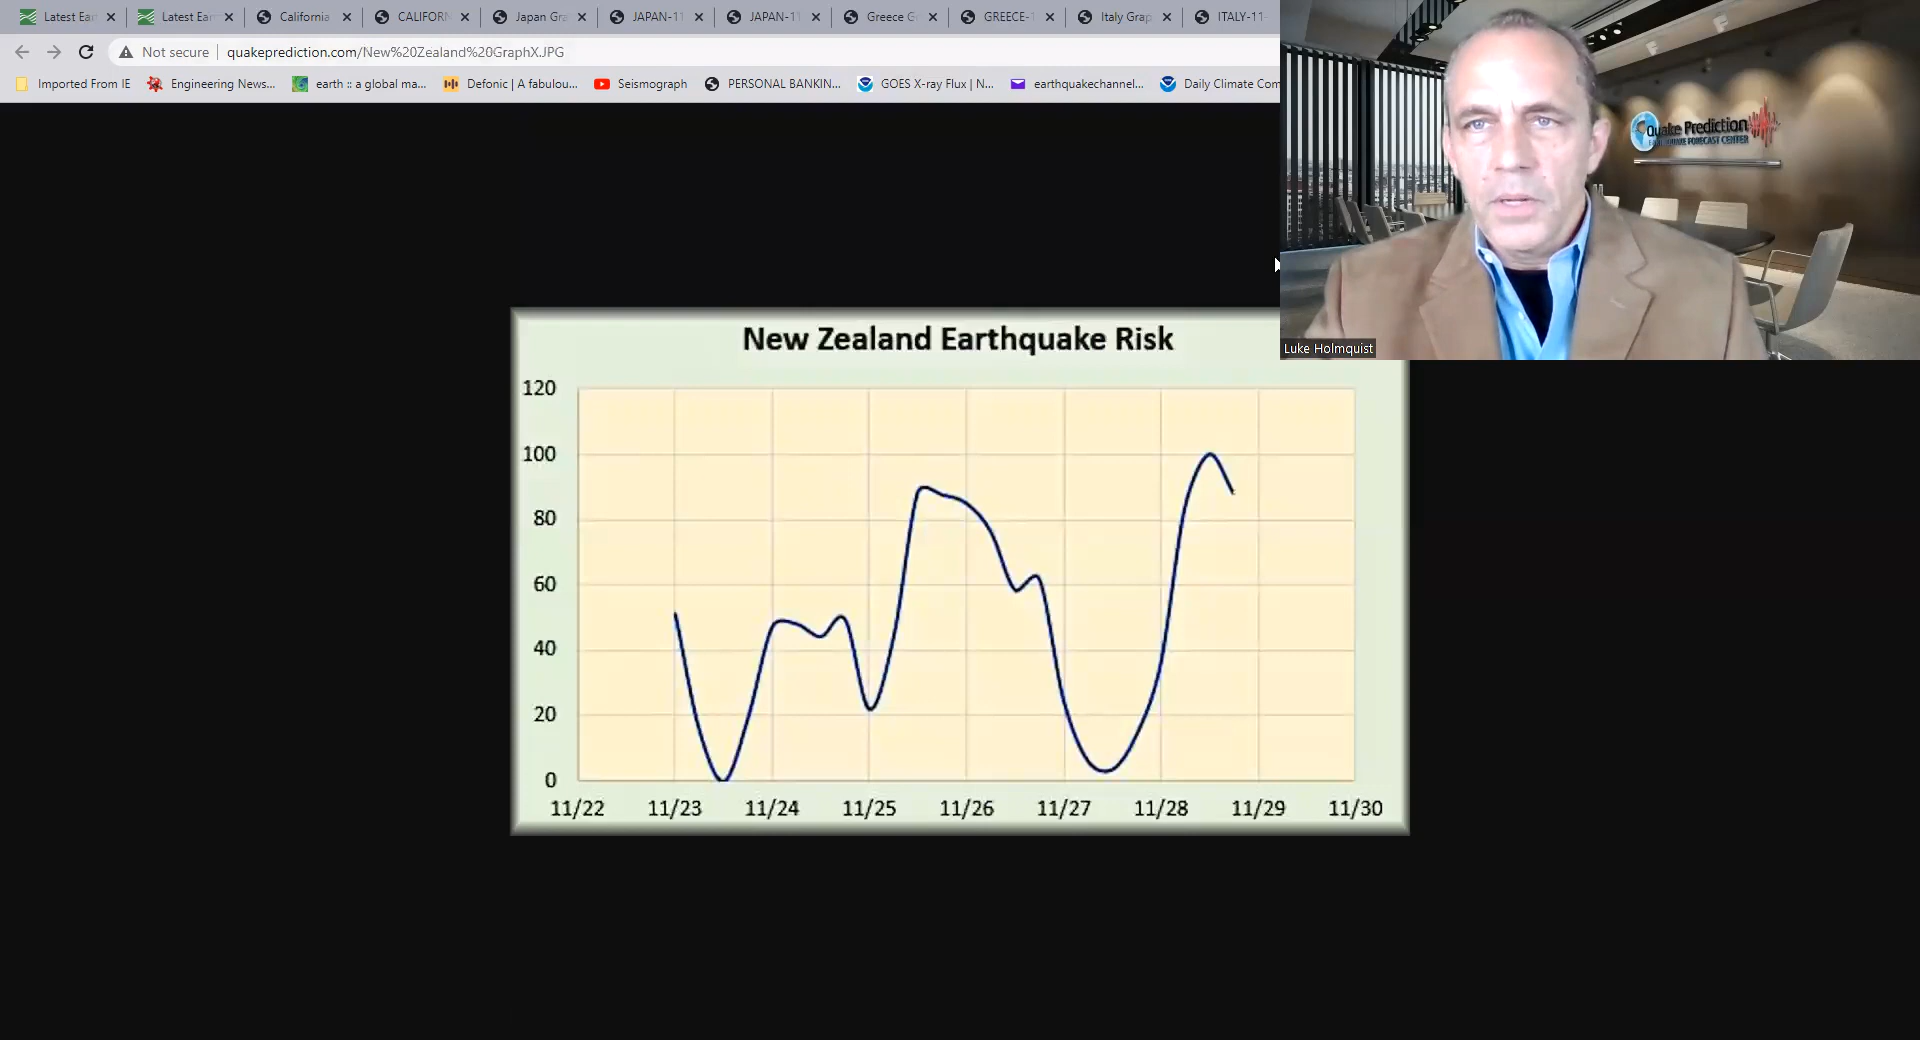 Latest Ear
Latest Ear
California
CALIFORN
Japan Gra
JAPAN-11
JAPAN-11
Greece G
GREECE-1
Italy Grap
ITALY-11-
Not secure
quakeprediction.com/New%20Zealand%20GraphX.JPG
Imported From IE
Engineering News...
earth :: a global ma...
Defonic | A fabulou...
Seismograph
PERSONAL BANKIN...
GOES X-ray Flux | N...
earthquakechannel...
Daily Climate Com
Quake Prediction
EARTHQUAKE FORECAST CENTER
Luke Holmquist
New Zealand Earthquake Risk
120
100
80
60
40
20
0
11/22 11/23 11/24 11/25 11/26 11/27 11/28 11/29 11/30